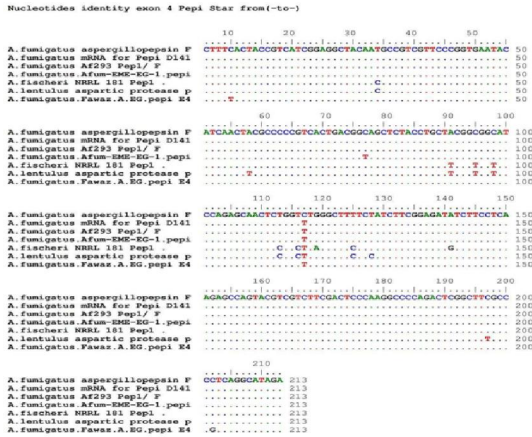 Nucleotides identity exon 4 Pepi Star from(-to-)
10 20 30 40 50
A.fumigatus aspergillopepsin F CTTTCACTACCGTCATCGGAGGCTACAATGCCGTCGTTCCCGGTGAATAC 50
A.fumigatus mRNA for Pepi D141 .................................................. 50
A.fumigatus Af293 Pep1/ F .................................................. 50
A.fumigatus.Afum-EME-EG-1.pepi .................................................. 50
A.fischeri NRRL 181 Pep1 . ............................C..................... 50
A.lentulus aspartic protease p ............................C..................... 50
A.fumigatus.Fawaz.A.EG.pepi E4 ....T............................................. 50
60 70 80 90 100
A.fumigatus aspergillopepsin F ATCAACTACGCCCCCGTCACTGACGGCAGCTCTACCTGCTACGGCGGCAT 100
A.fumigatus mRNA for Pepi D141 .................................................. 100
A.fumigatus Af293 Pep1/ F .................................................. 100
A.fumigatus.Afum-EME-EG-1.pepi ..........................T....................... 100
A.fischeri NRRL 181 Pep1 . ........................................T...T..T.. 100
A.lentulus aspartic protease p .......T................................T...T..T.. 100
A.fumigatus.Fawaz.A.EG.pepi E4 .................................................. 100
110 120 130 140 150
A.fumigatus aspergillopepsin F CCAGAGCAACTCTGGTCTGGGCTTTTCTATCTTCGGAGATATCTTCCTCA 150
A.fumigatus mRNA for Pepi D141 ................T................................. 150
A.fumigatus Af293 Pep1/ F ................T................................. 150
A.fumigatus.Afum-EME-EG-1.pepi ................T................................. 150
A.fischeri NRRL 181 Pep1 . ............C..CT.G.....C...............G......... 150
A.lentulus aspartic protease p ............C..CT.......C..C...................... 150
A.fumigatus.Fawaz.A.EG.pepi E4 ................T................................. 150
160 170 180 190 200
A.fumigatus aspergillopepsin F AGAGCCAGTACGTCGTCTTCGACTCCCAAGGCCCCAGACTCGGCTTCGCC 200
A.fumigatus mRNA for Pepi D141 .................................................. 200
A.fumigatus Af293 Pep1/ F .................................................. 200
A.fumigatus.Afum-EME-EG-1.pepi .................................................. 200
A.fischeri NRRL 181 Pep1 . .................................................. 200
A.lentulus aspartic protease p ..............................................T... 200
A.fumigatus.Fawaz.A.EG.pepi E4 .................................................. 200
210
A.fumigatus aspergillopepsin F CCTCAGGCATAGA 213
A.fumigatus mRNA for Pepi D141 ............. 213
A.fumigatus Af293 Pep1/ F ............. 213
A.fumigatus.Afum-EME-EG-1.pepi ............. 213
A.fischeri NRRL 181 Pep1 . ............. 213
A.lentulus aspartic protease p ............. 213
A.fumigatus.Fawaz.A.EG.pepi E4 .G........... 213